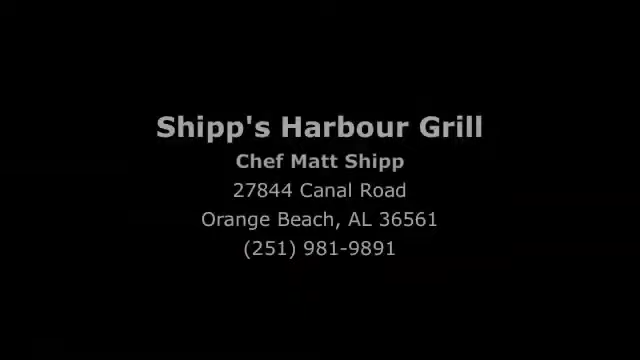 Shipp's Harbour Grill
Chef Matt Shipp
27844 Canal Road
Orange Beach, AL 36561
(251) 981-9891